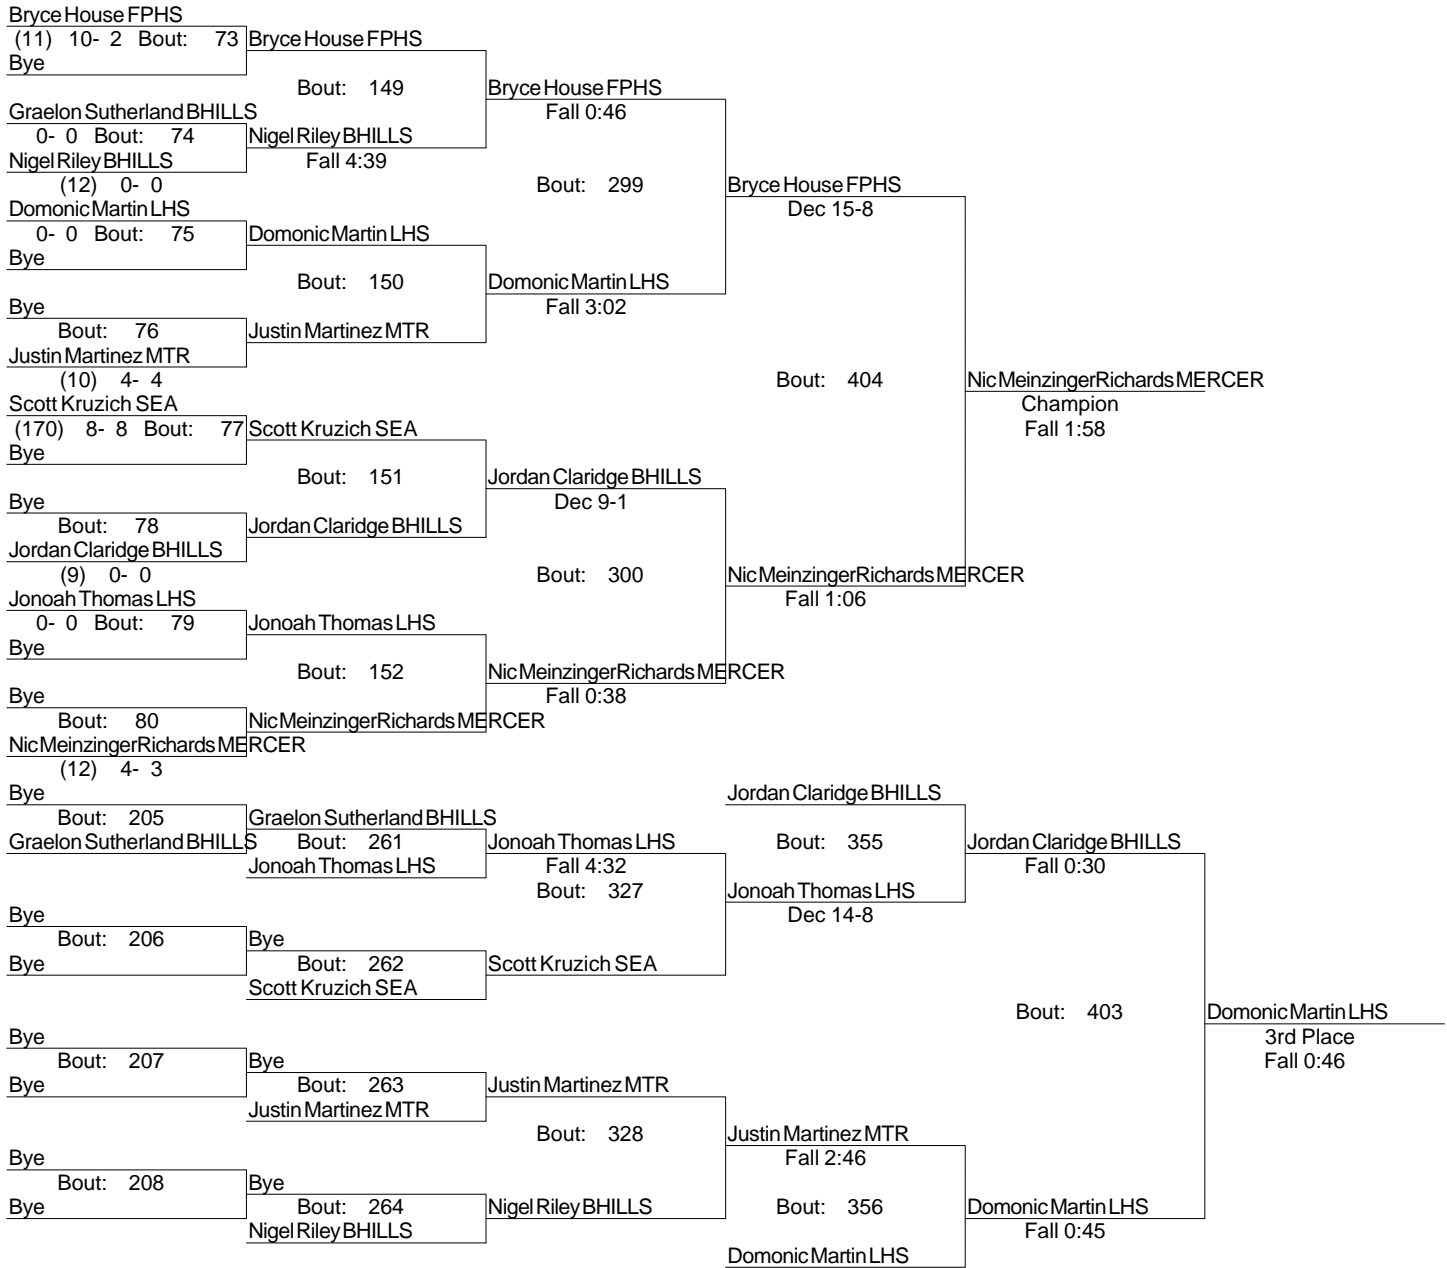 Bryce House FPHS
(11) 10- 2 Bout: 73 Bryce House FPHS
Bye
Bout: 149 Bryce House FPHS
Graelon Sutherland BHILLS Fall 0:46
0- 0 Bout: 74 Nigel Riley BHILLS
Nigel Riley BHILLS Fall 4:39
(12) 0- 0 Bout: 299 Bryce House FPHS
Domonic Martin LHS Dec 15-8
0- 0 Bout: 75 Domonic Martin LHS
Bye
Bout: 150 Domonic Martin LHS
Bye Fall 3:02
Bout: 76 Justin Martinez MTR
Justin Martinez MTR
(10) 4- 4 Bout: 404 Nic MeinzingerRichards MERCER
Scott Kruzich SEA Champion
(170) 8- 8 Bout: 77 Scott Kruzich SEA Fall 1:58
Bye
Bout: 151 Jordan Claridge BHILLS
Bye Dec 9-1
Bout: 78 Jordan Claridge BHILLS
Jordan Claridge BHILLS
(9) 0- 0 Bout: 300 Nic MeinzingerRichards MERCER
Jonoah Thomas LHS Fall 1:06
0- 0 Bout: 79 Jonoah Thomas LHS
Bye
Bout: 152 Nic MeinzingerRichards MERCER
Bye Fall 0:38
Bout: 80 Nic MeinzingerRichards MERCER
Nic MeinzingerRichards MERCER
(12) 4- 3
Bye Jordan Claridge BHILLS
Bout: 205 Graelon Sutherland BHILLS
Graelon Sutherland BHILLS Bout: 261 Jonoah Thomas LHS Bout: 355 Jordan Claridge BHILLS
Jonoah Thomas LHS Fall 4:32 Fall 0:30
Bout: 327 Jonoah Thomas LHS
Bye Dec 14-8
Bout: 206 Bye
Bye Bout: 262 Scott Kruzich SEA
Scott Kruzich SEA
Bout: 403 Domonic Martin LHS
Bye 3rd Place
Bout: 207 Bye Fall 0:46
Bye Bout: 263 Justin Martinez MTR
Justin Martinez MTR
Bout: 328 Justin Martinez MTR
Bye Fall 2:46
Bout: 208 Bye
Bye Bout: 264 Nigel Riley BHILLS Bout: 356 Domonic Martin LHS
Nigel Riley BHILLS Fall 0:45
Domonic Martin LHS